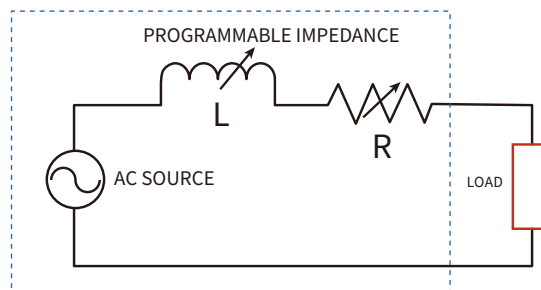 PROGRAMMABLE IMPEDANCE
L
R
AC SOURCE
LOAD